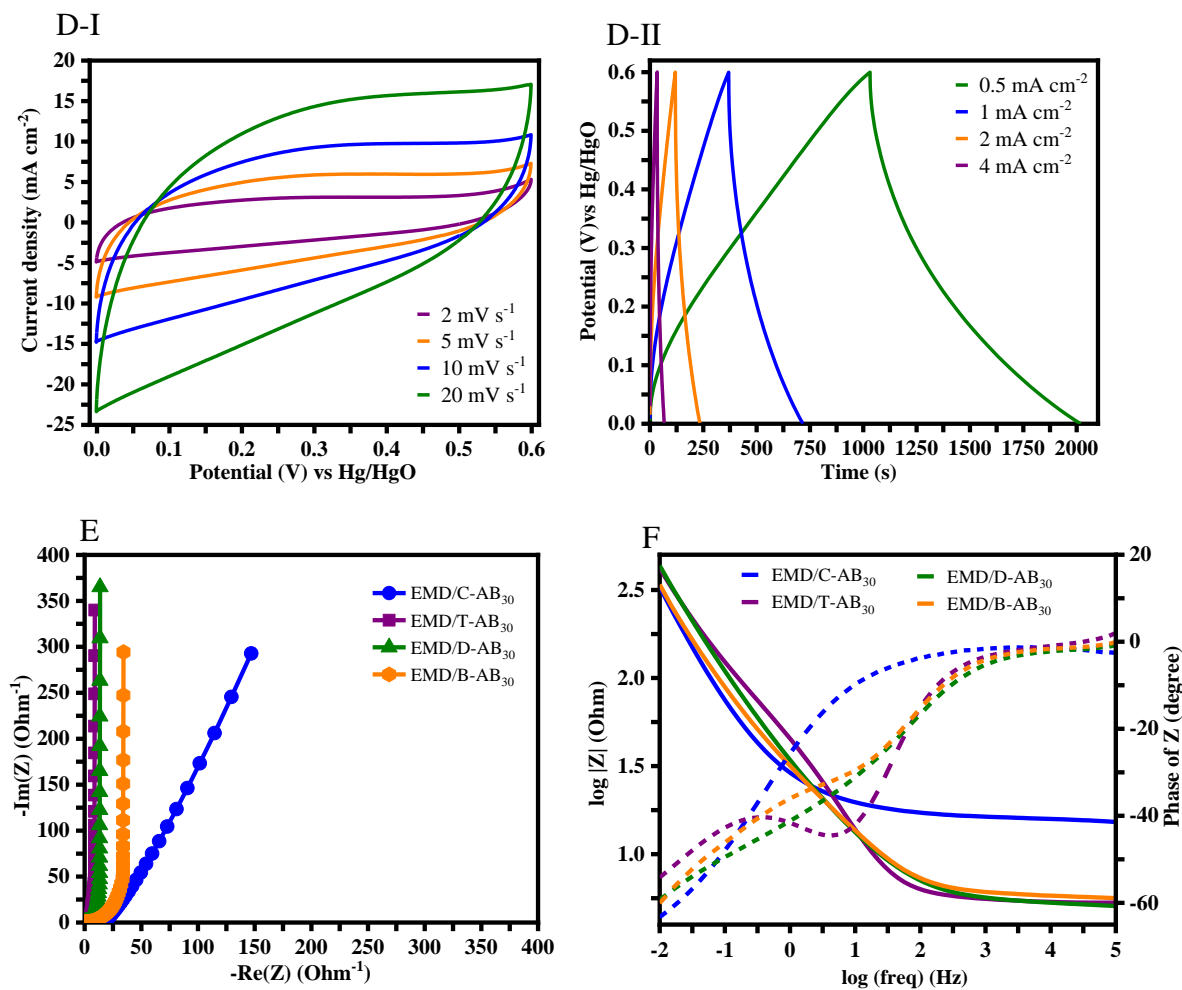 D-I
20
15
10
5
0
-5
-10
-15
-20
-25
Current density (mA cm-2)
0.0 0.1 0.2 0.3 0.4 0.5 0.6
Potential (V) vs Hg/HgO
2 mV s-1
5 mV s-1
10 mV s-1
20 mV s-1
D-II
0.6
0.5
0.4
0.3
0.2
0.1
0.0
Potential (V)vs Hg/HgO
0 250 500 750 1000 1250 1500 1750 2000
Time (s)
0.5 mA cm-2
1 mA cm-2
2 mA cm-2
4 mA cm-2
E
400
350
300
250
200
150
100
50
0
-Im(Z) (Ohm-1)
0 50 100 150 200 250 300 350 400
-Re(Z) (Ohm-1)
EMD/C-AB30
EMD/T-AB30
EMD/D-AB30
EMD/B-AB30
F
2.5
2.0
1.5
1.0
log |Z| (Ohm)
-2 -1 0 1 2 3 4 5
log (freq) (Hz)
EMD/C-AB30 EMD/D-AB30
EMD/T-AB30 EMD/B-AB30
20
0
-20
-40
-60
Phase of Z (degree)